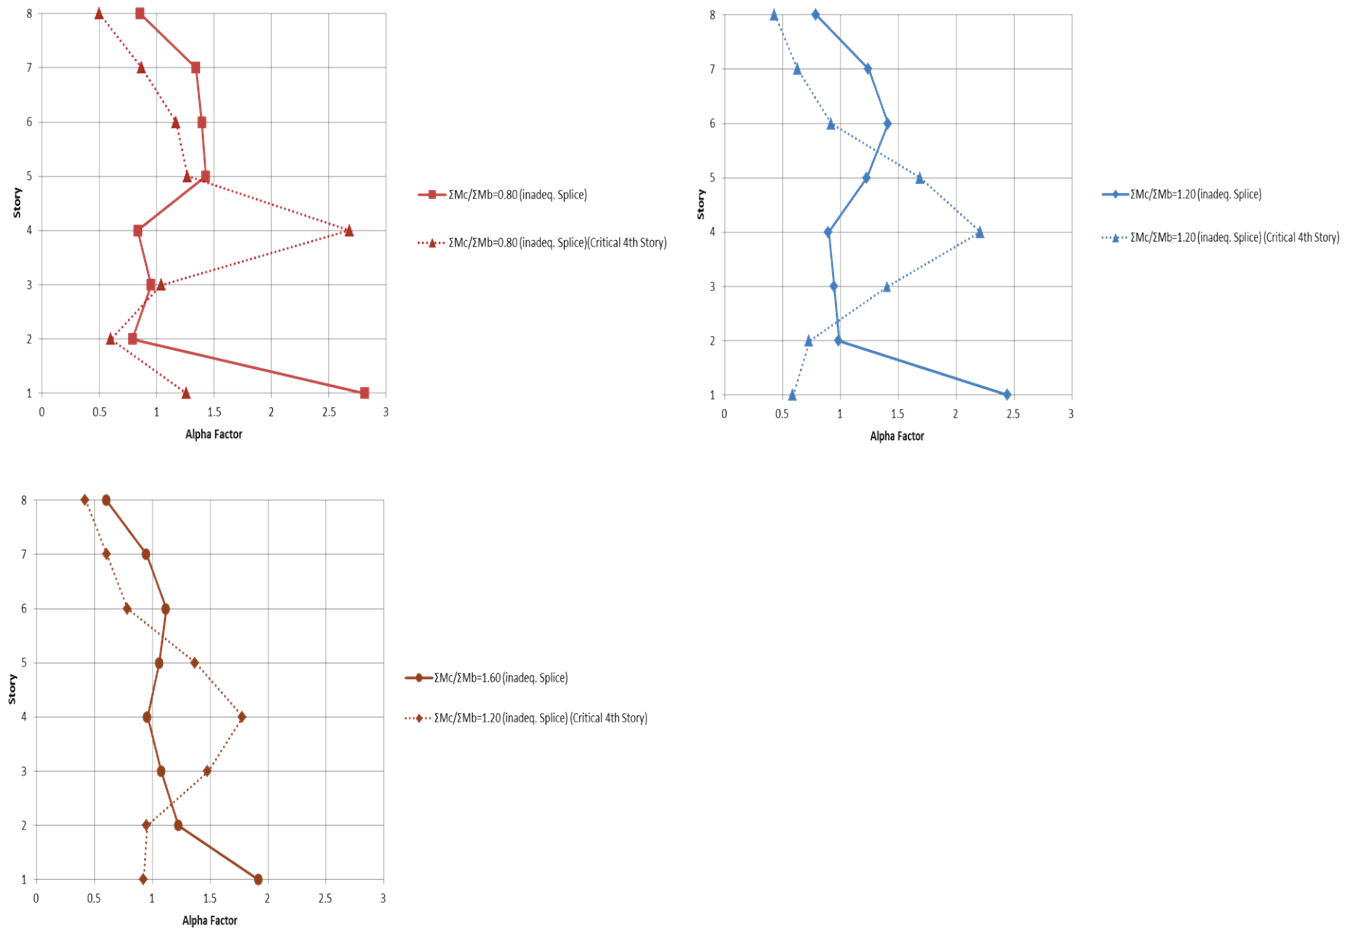 8
7
6
5
4
3
2
1
Story
0 0.5 1 1.5 2 2.5 3
Alpha Factor
ΣMc/ΣMb=0.80 (inadeq. Splice)
ΣMc/ΣMb=0.80 (inadeq. Splice)(Critical 4th Story)
8
7
6
5
4
3
2
1
Story
0 0.5 1 1.5 2 2.5 3
Alpha Factor
ΣMc/ΣMb=1.20 (inadeq. Splice)
ΣMc/ΣMb=1.20 (inadeq. Splice) (Critical 4th Story)
8
7
6
5
4
3
2
1
Story
0 0.5 1 1.5 2 2.5 3
Alpha Factor
ΣMc/ΣMb=1.60 (inadeq. Splice)
ΣMc/ΣMb=1.20 (inadeq. Splice) (Critical 4th Story)